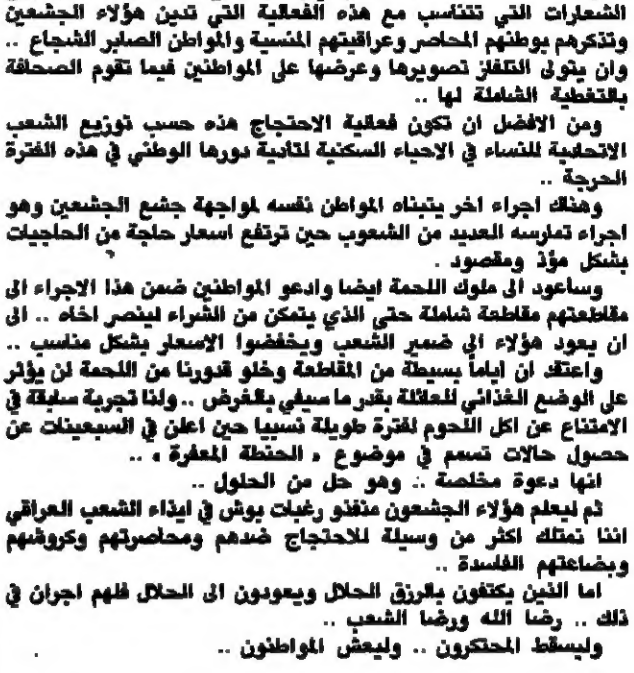 الشعارات التي تتناسب مع هذه الفعالية التي تدين هؤلاء الجشعين
وتذكرهم بوطنهم المحاصر وعراقيتهم المنسية والمواطن الصابر الشجاع ..
وان يتولى التلفاز تصويرها وعرضها على المواطنين فيما تقوم الصحافة
بالتغطية الشاملة لها ..
ومن الافضل ان تكون فعالية الاحتجاج هذه حسب توزيع الشعب
الاتحادية للنساء في الاحياء السكنية لتأدية دورها الوطني في هذه الفترة
الحرجة ..
وهناك اجراء اخر يتبناه المواطن نفسه لمواجهة جشع الجشعين وهو
اجراء تمارسه العديد من الشعوب حين ترتفع اسعار حاجة من الحاجيات
بشكل مؤذ ومقصود .
وساعود الى ملوك اللحمة ايضا وادعو المواطنين ضمن هذا الاجراء الى
مقاطعتهم مقاطعة شاملة حتى الذي يتمكن من الشراء لينصر اخاه .. الى
ان يعود هؤلاء الى ضمير الشعب ويخفضوا الاسعار بشكل مناسب ..
واعتقد ان اياماً بسيطة من المقاطعة وخلو قدورنا من اللحمة لن يؤثر
على الوضع الغذائي للعائلة بقدر ما سيفي بالغرض .. ولنا تجربة سابقة في
الامتناع عن اكل اللحوم لفترة طويلة نسبيا حين اعلن في السبعينات عن
حصول حالات تسمم في موضوع « الحنطة المعفرة » ..
انها دعوة مخلصة .. وهو حل من الحلول ..
ثم ليعلم هؤلاء الجشعون منفذو رغبات بوش في ايذاء الشعب العراقي
اننا نمتلك اكثر من وسيلة للاحتجاج ضدهم ومحاصرتهم وكروشهم
وبضاعتهم الفاسدة ..
اما الذين يكتفون بالرزق الحلال ويعودون الى الحلال فلهم اجران في
ذلك .. رضا الله ورضا الشعب ..
وليسقط المحتكرون .. وليعش المواطنون ..